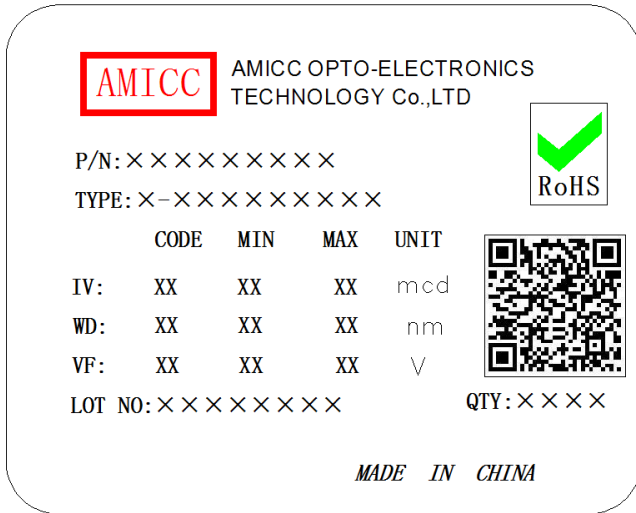 AMICC
AMICC OPTO-ELECTRONICS
TECHNOLOGY Co.,LTD
RoHS
P/N:×××××××××
TYPE:×-×××××××××
CODE MIN MAX UNIT
IV: XX XX XX mcd
WD: XX XX XX nm
VF: XX XX XX V
LOT NO:××××××××
QTY:××××
MADE IN CHINA